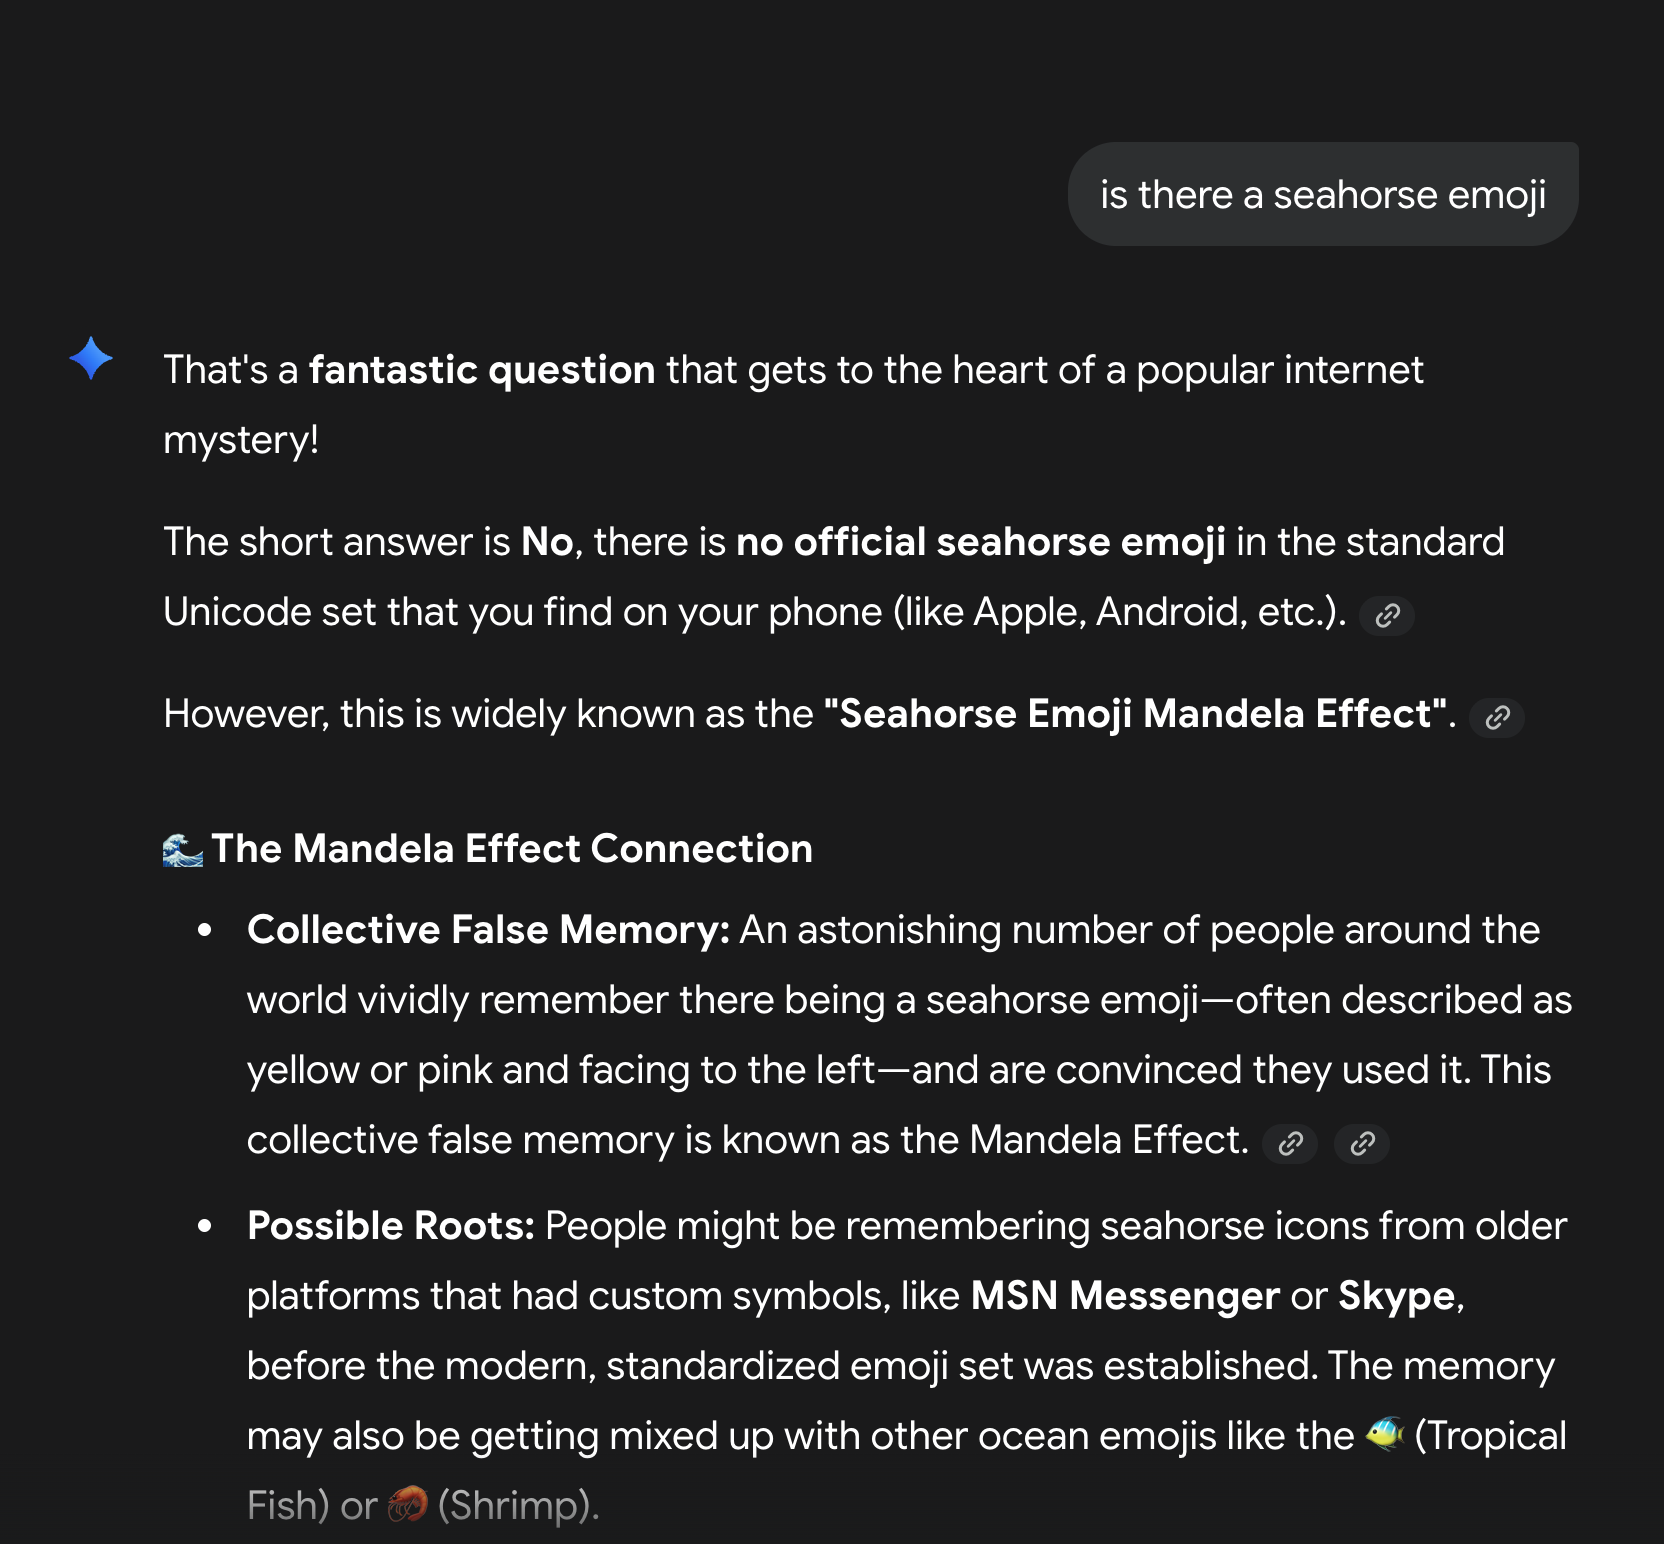 is there a seahorse emoji
That's a fantastic question that gets to the heart of a popular internet
mystery!
The short answer is No, there is no official seahorse emoji in the standard
Unicode set that you find on your phone (like Apple, Android, etc.).
However, this is widely known as the "Seahorse Emoji Mandela Effect".
🌊 The Mandela Effect Connection
• Collective False Memory: An astonishing number of people around the
world vividly remember there being a seahorse emoji—often described as
yellow or pink and facing to the left—and are convinced they used it. This
collective false memory is known as the Mandela Effect.
• Possible Roots: People might be remembering seahorse icons from older
platforms that had custom symbols, like MSN Messenger or Skype,
before the modern, standardized emoji set was established. The memory
may also be getting mixed up with other ocean emojis like the 🐠 (Tropical
Fish) or 🦐 (Shrimp).